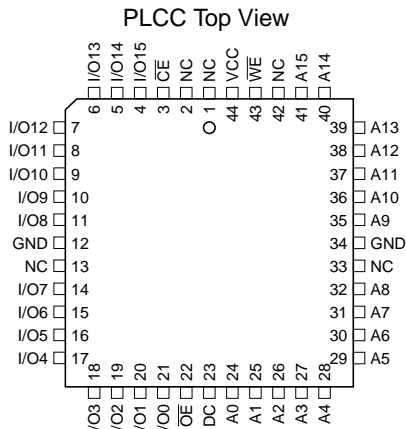 PLCC Top View
I/O13 I/O14 I/O15 CE NC NC VCC WE NC A15 A14
6 5 4 3 2 1 44 43 42 41 40
I/O12 7 39 A13
I/O11 8 38 A12
I/O10 9 37 A11
I/O9 10 36 A10
I/O8 11 35 A9
GND 12 34 GND
NC 13 33 NC
I/O7 14 32 A8
I/O6 15 31 A7
I/O5 16 30 A6
I/O4 17 29 A5
18 19 20 21 22 23 24 25 26 27 28
/O3 /O2 /O1 /O0 OE DC A0 A1 A2 A3 A4